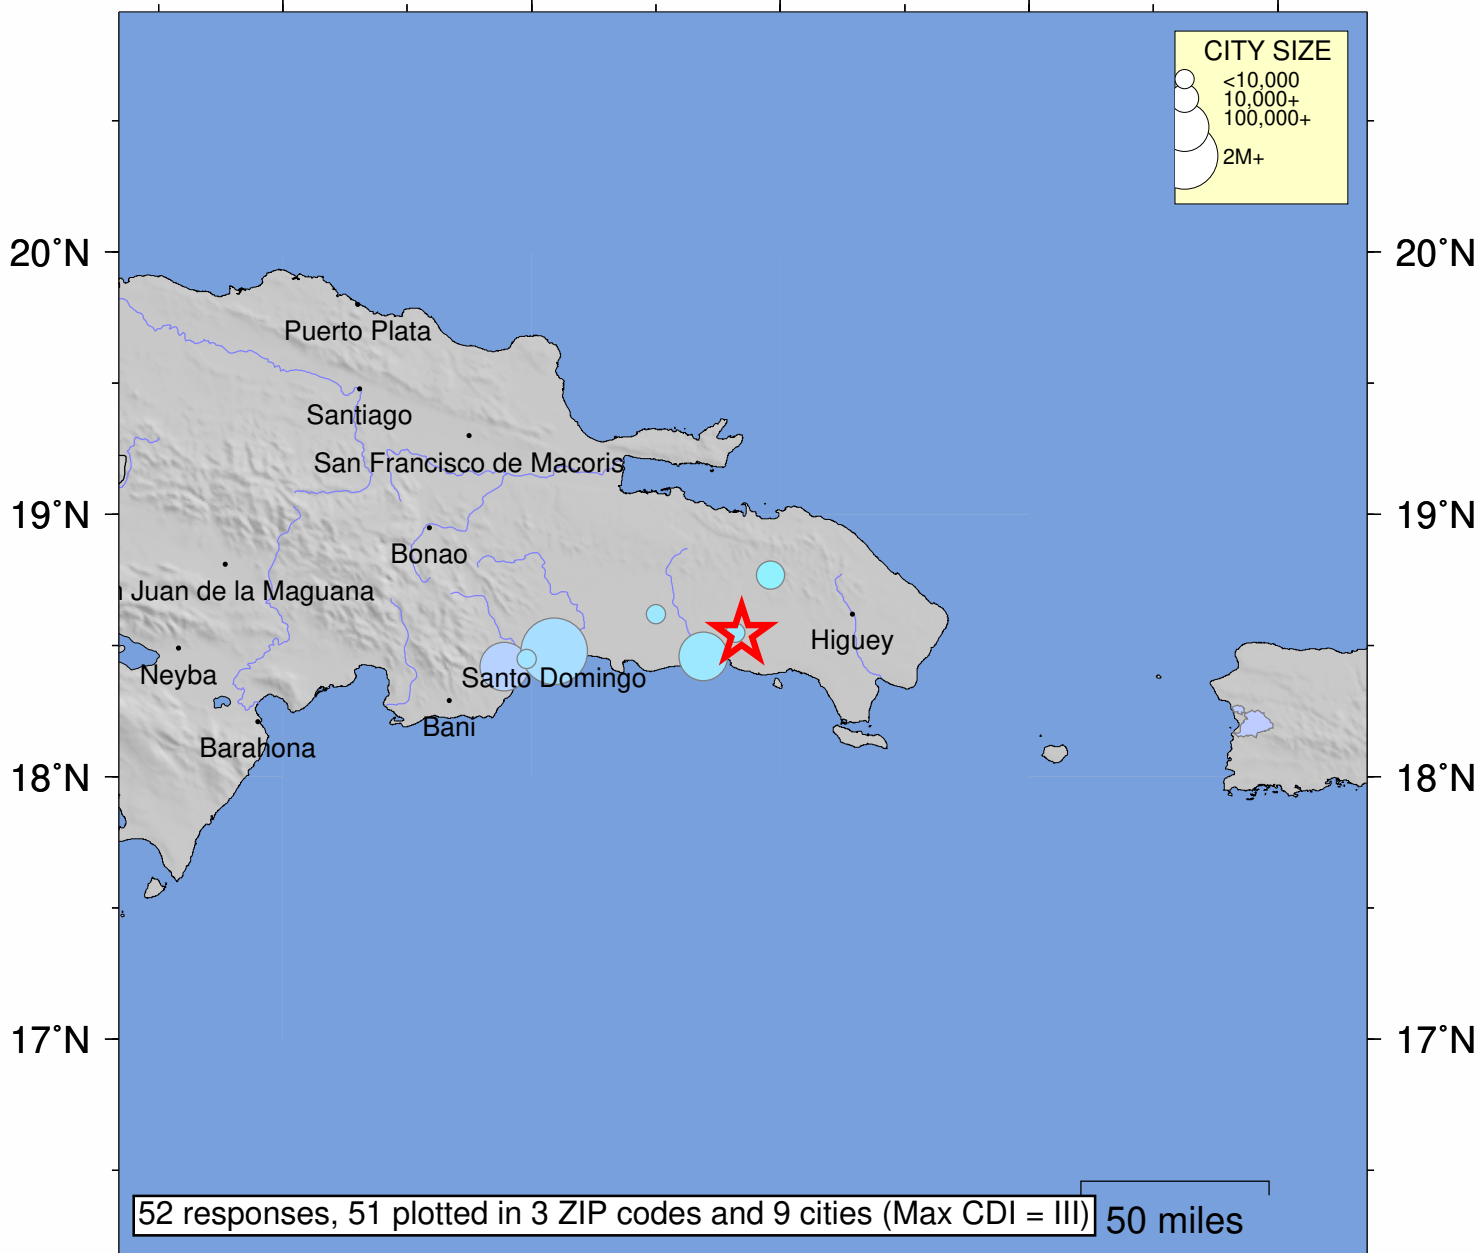 CITY SIZE
<10,000
10,000+
100,000+
2M+
20˚N
20˚N
Puerto Plata
Santiago
San Francisco de Macoris
19˚N
19˚N
Bonao
n Juan de la Maguana
Higuey
Neyba
Santo Domingo
Bani
Barahona
18˚N
18˚N
17˚N
17˚N
52 responses, 51 plotted in 3 ZIP codes and 9 cities (Max CDI = III)
50 miles